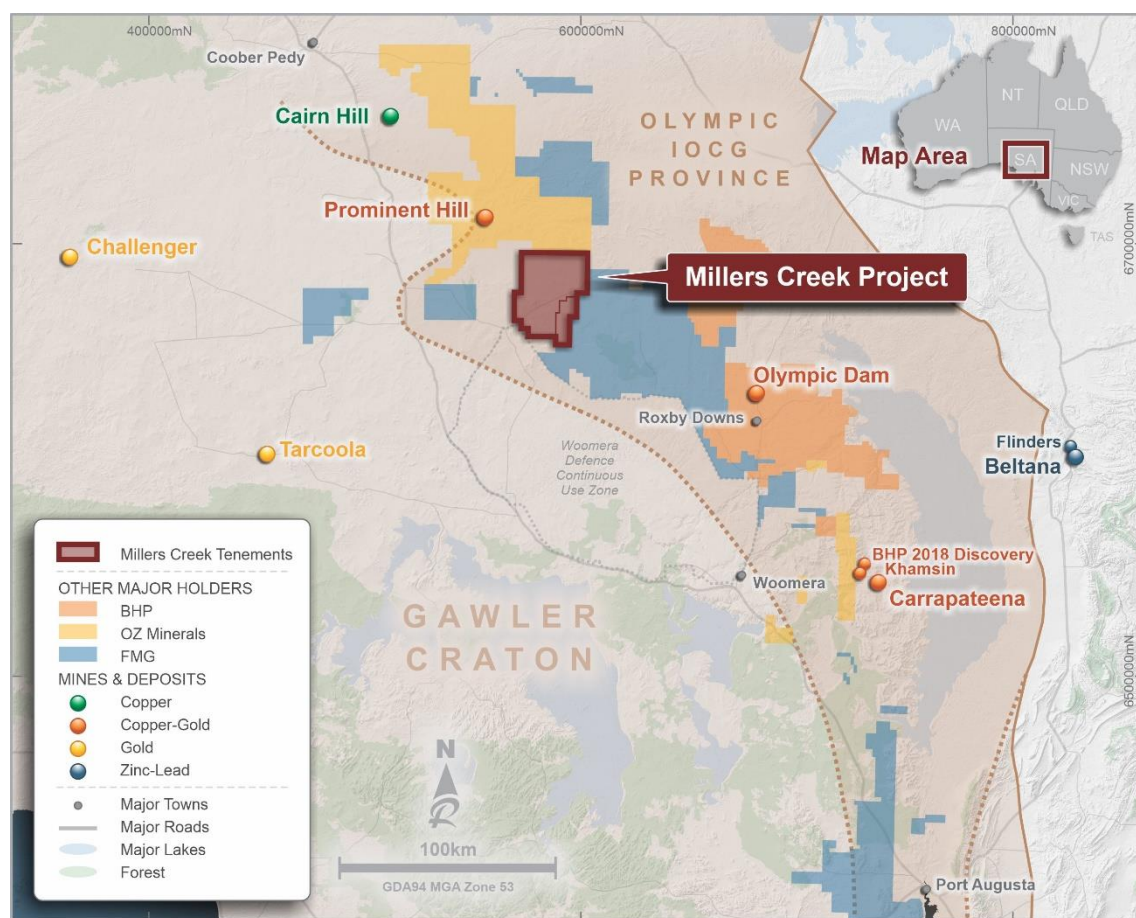 400000mN
600000mN
800000mN
Coober Pedy
Cairn Hill
OLYMPIC
IOCG
PROVINCE
NT
QLD
WA
SA
NSW
VIC
TAS
Map Area
Prominent Hill
6700000mN
Challenger
Millers Creek Project
Olympic Dam
Roxby Downs
Tarcoola
Woomera
Defence
Continuous
Use Zone
Flinders
Beltana
BHP 2018 Discovery
Khamsin
Carrapateena
Woomera
GAWLER
CRATON
6500000mN
Millers Creek Tenements
OTHER MAJOR HOLDERS
BHP
OZ Minerals
FMG
MINES & DEPOSITS
Copper
Copper-Gold
Gold
Zinc-Lead
Major Towns
Major Roads
Major Lakes
Forest
N
R
100km
GDA94 MGA Zone 53
Port Augusta